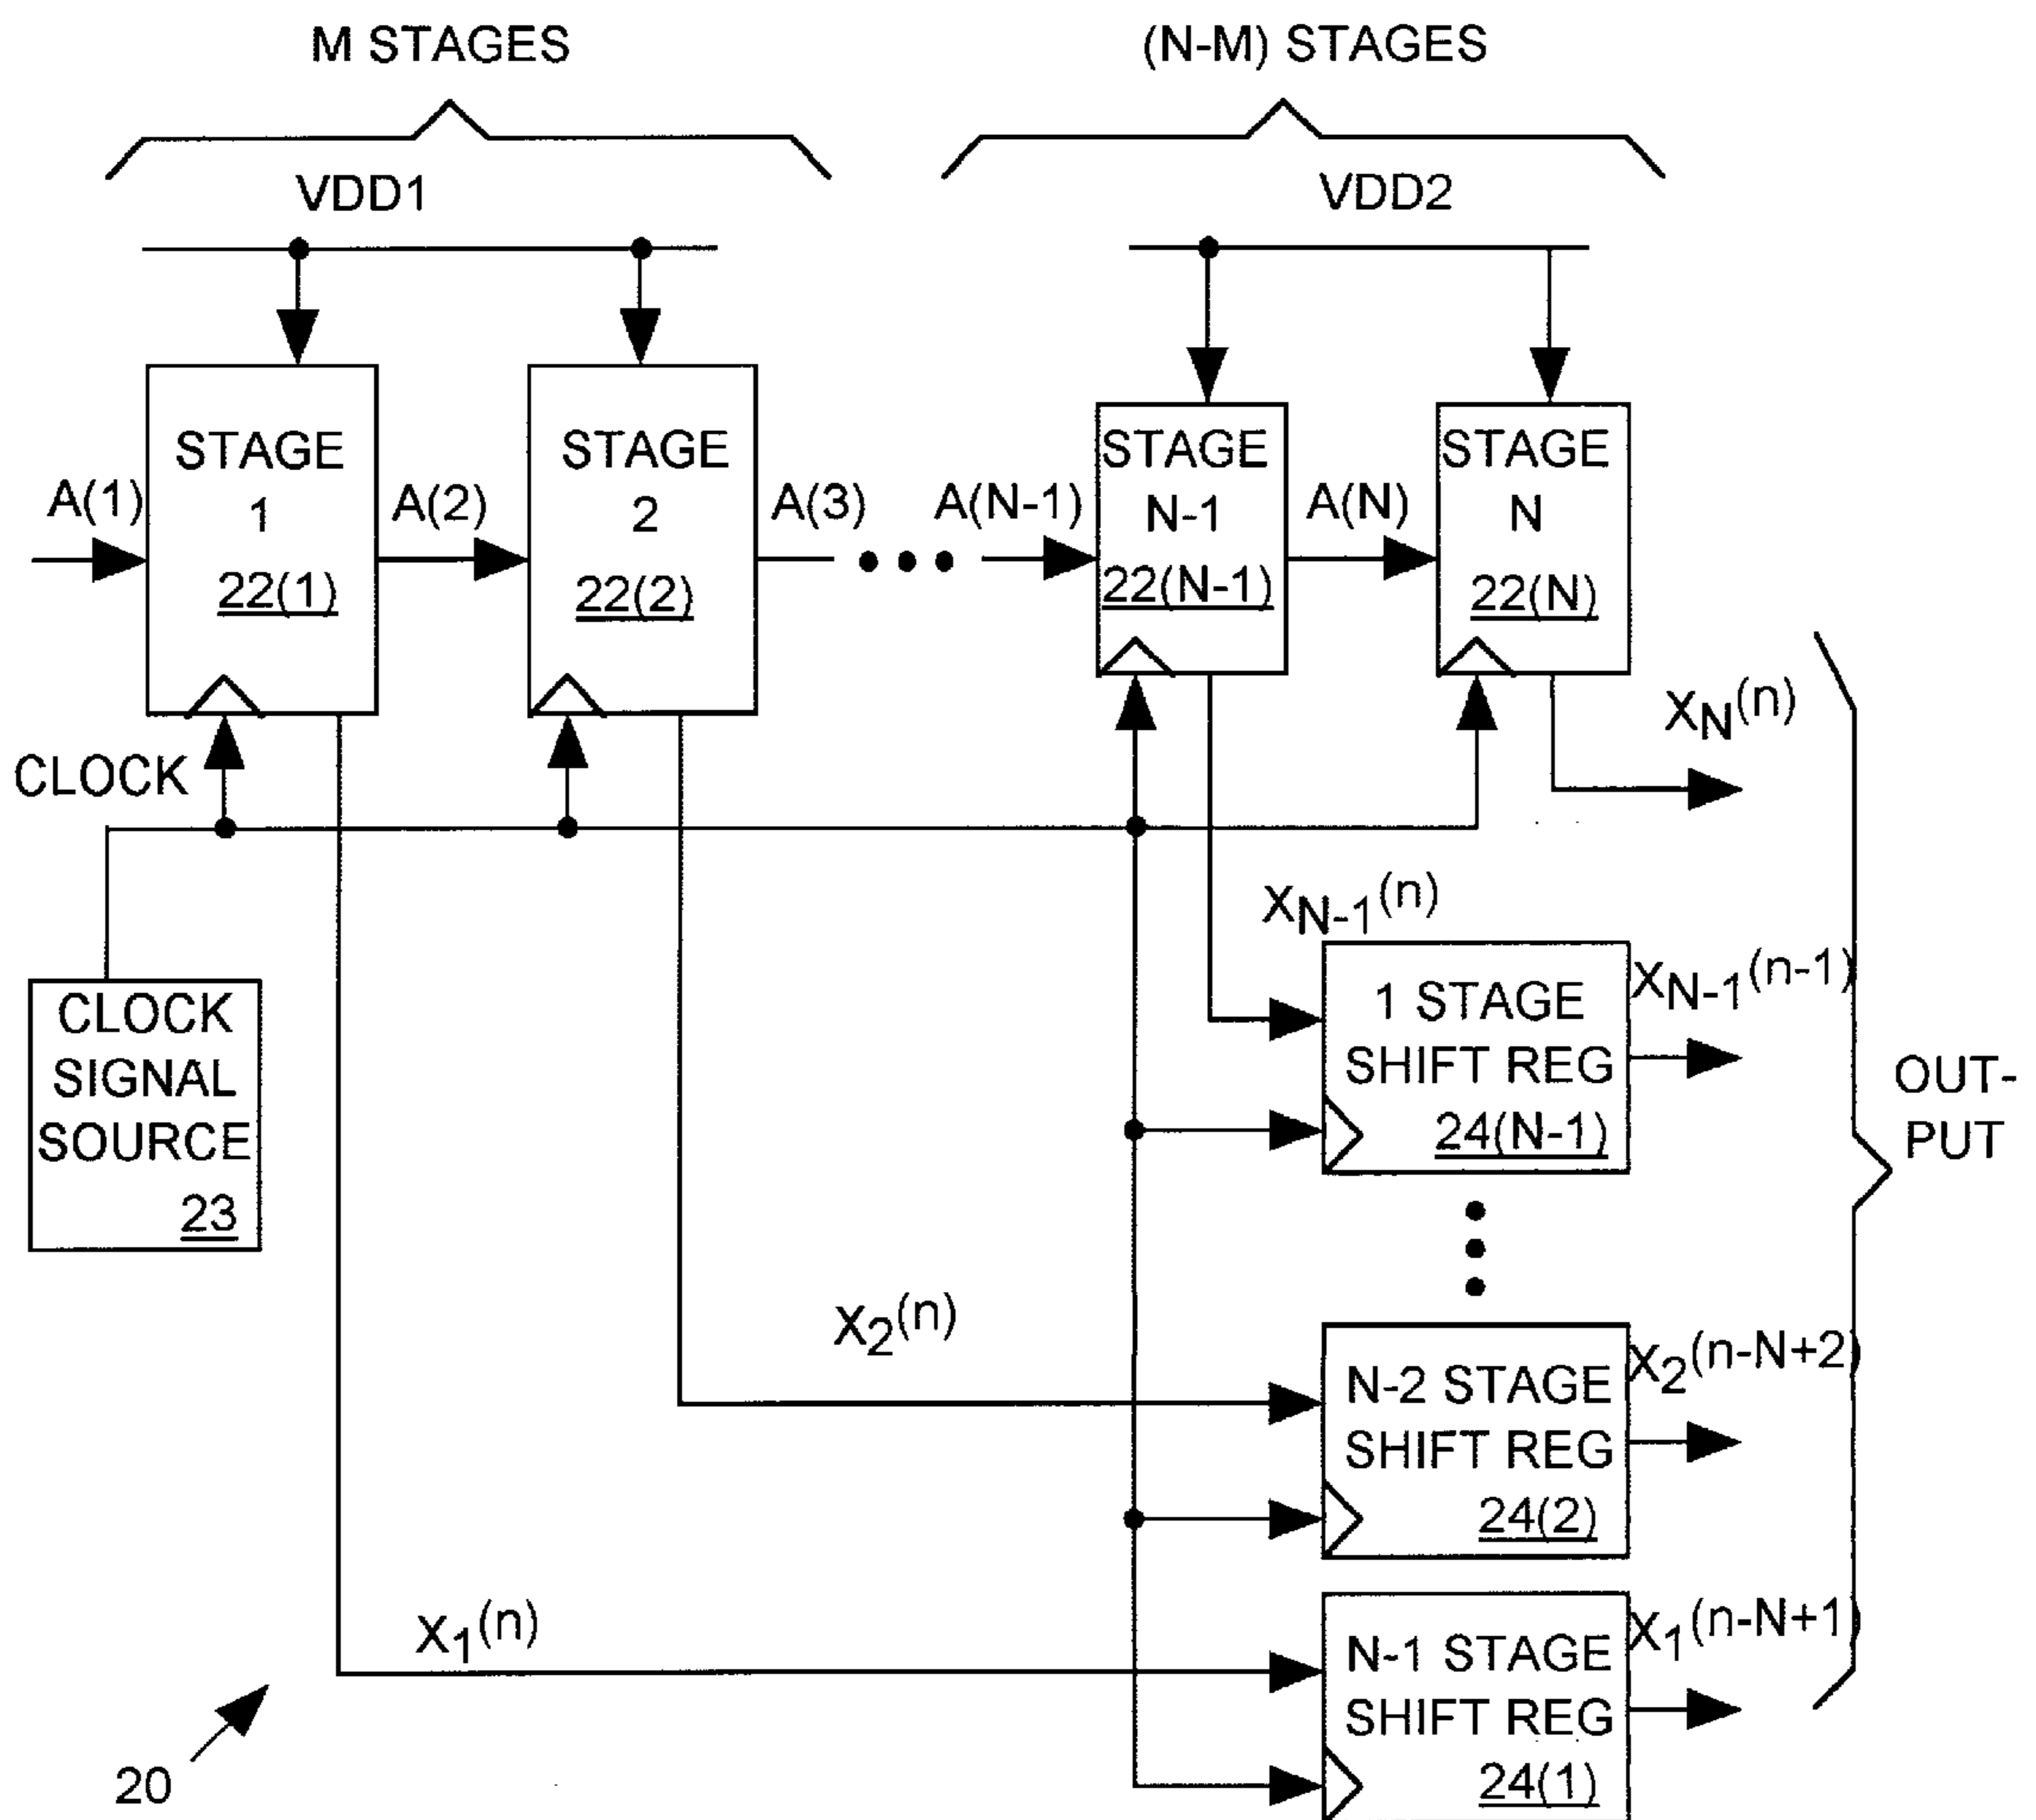 M STAGES
(N-M) STAGES
VDD1
VDD2
STAGE
1
22(1)
STAGE
2
22(2)
STAGE
N-1
22(N-1)
STAGE
N
22(N)
A(1)
A(2)
A(3)
A(N-1)
A(N)
CLOCK
XN(n)
XN-1(n)
CLOCK
SIGNAL
SOURCE
23
1 STAGE
SHIFT REG
24(N-1)
XN-1(n-1)
OUT-
PUT
X2(n)
N-2 STAGE
SHIFT REG
24(2)
X2(n-N+2)
X1(n)
N-1 STAGE
SHIFT REG
24(1)
X1(n-N+1)
20